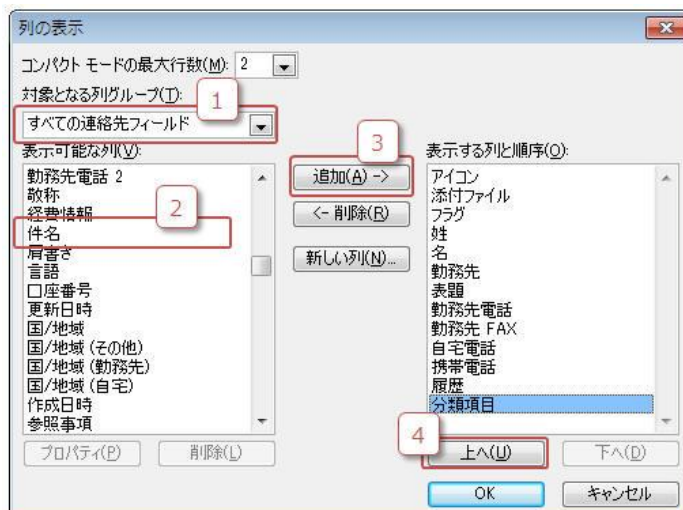 列の表示
コンパクト モードの最大行数(M): 2
対象となる列グループ(T):
1
すべての連絡先フィールド
表示可能な列(V):
勤務先電話 2
敬称
経費情報
件名
肩書き
言語
口座番号
更新日時
国/地域
国/地域 (その他)
国/地域 (勤務先)
国/地域 (自宅)
作成日時
参照事項
2
プロパティ(P)
削除(L)
3
追加(A) ->
<- 削除(R)
新しい列(N)...
表示する列と順序(O):
アイコン
添付ファイル
フラグ
姓
名
勤務先
表題
勤務先電話
勤務先 FAX
自宅電話
携帯電話
履歴
分類項目
4
上へ(U)
下へ(D)
OK
キャンセル